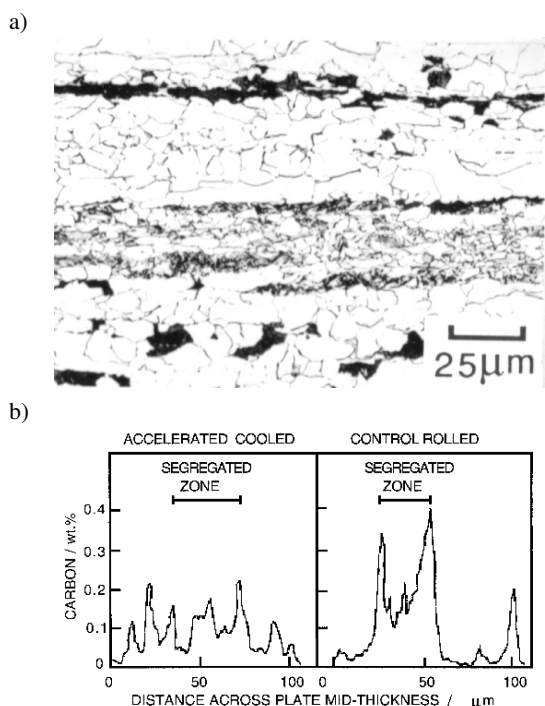 a)
25μm
b)
ACCELERATED COOLED
CONTROL ROLLED
SEGREGATED ZONE
SEGREGATED ZONE
CARBON / wt.%
0.4
0.3
0.2
0.1
0
0 50 100
0 50 100
DISTANCE ACROSS PLATE MID-THICKNESS / μm